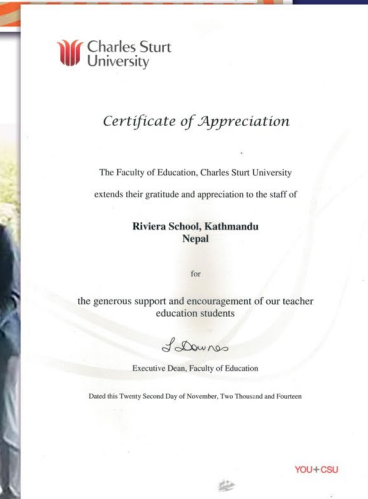 Charles Sturt
University
Certificate of Appreciation
The Faculty of Education, Charles Sturt University
extends their gratitude and appreciation to the staff of
Riviera School, Kathmandu
Nepal
for
the generous support and encouragement of our teacher
education students
J Downes
Executive Dean, Faculty of Education
Dated this Twenty Second Day of November, Two Thousand and Fourteen
YOU+CSU